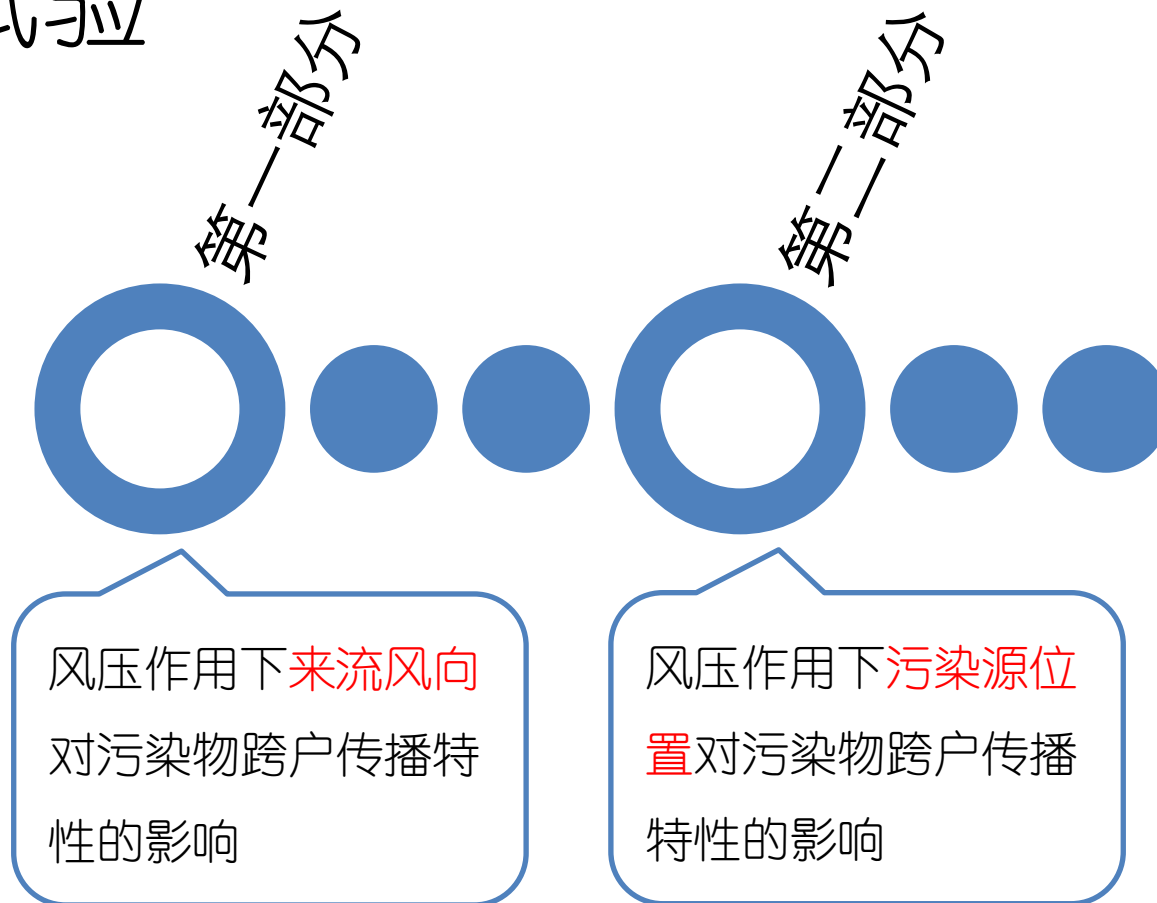 试验
第一部分
第二部分
风压作用下来流风向
对污染物跨户传播特
性的影响
风压作用下污染源位
置对污染物跨户传播
特性的影响